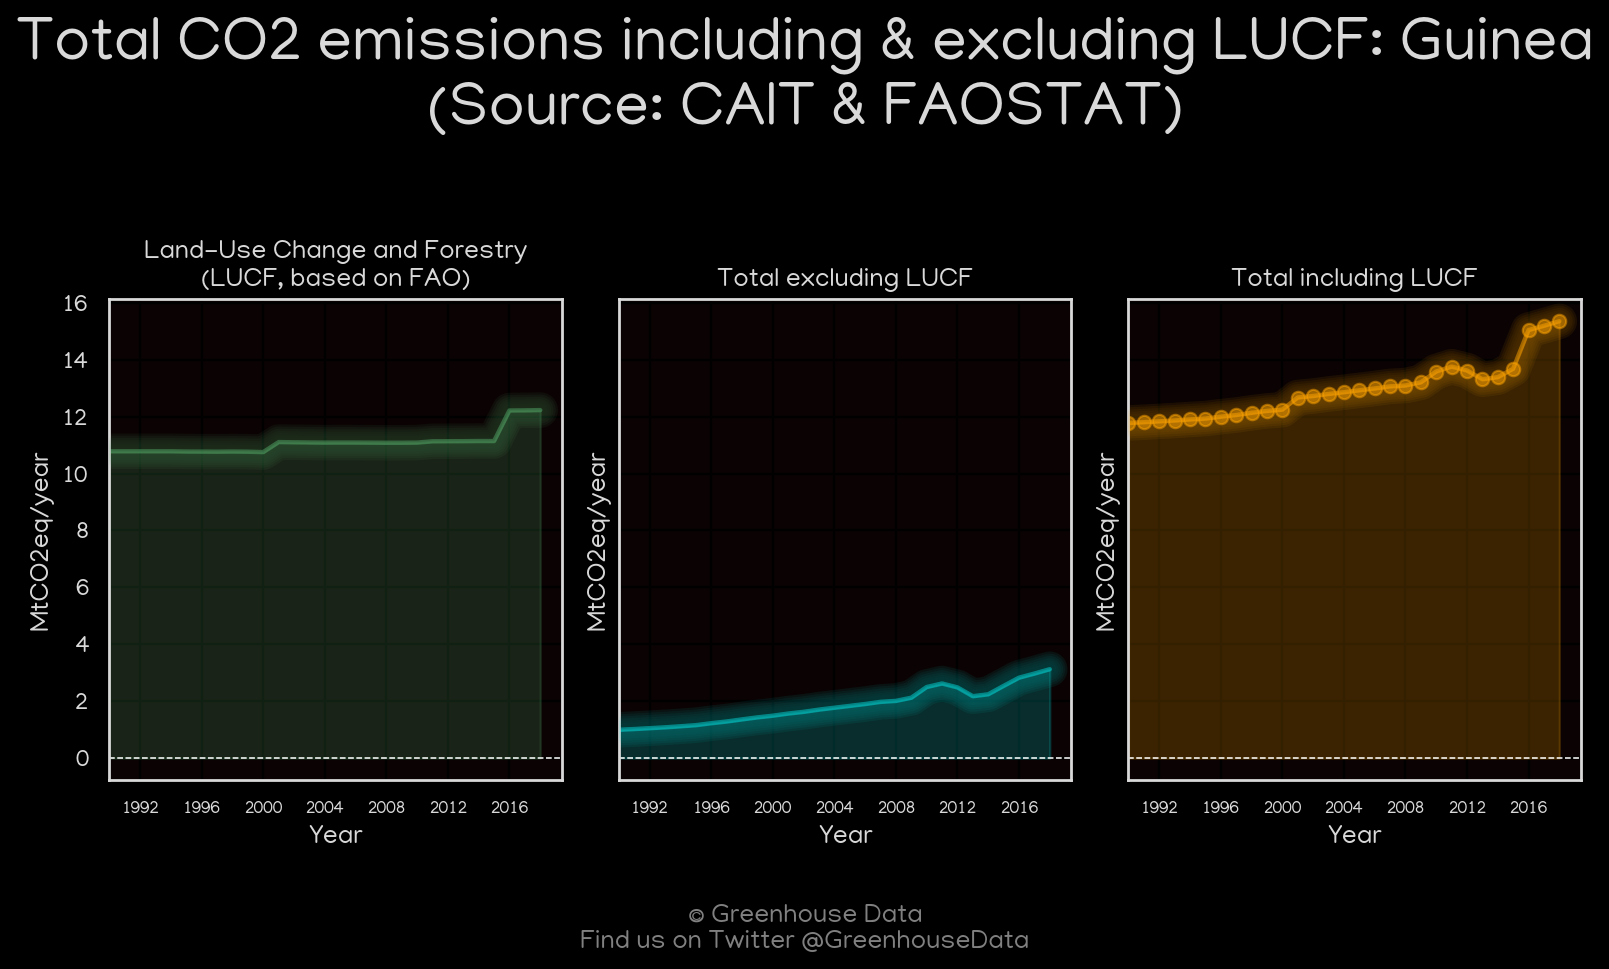 Total CO2 emissions including & excluding LUCF: Guinea
(Source: CAIT & FAOSTAT)
Land-Use Change and Forestry
(LUCF, based on FAO)
Total excluding LUCF
Total including LUCF
16
14
12
10
8
6
4
2
0
MtCO2eq/year
MtCO2eq/year
MtCO2eq/year
1992 1996 2000 2004 2008 2012 2016
1992 1996 2000 2004 2008 2012 2016
1992 1996 2000 2004 2008 2012 2016
Year
Year
Year
© Greenhouse Data
Find us on Twitter @GreenhouseData